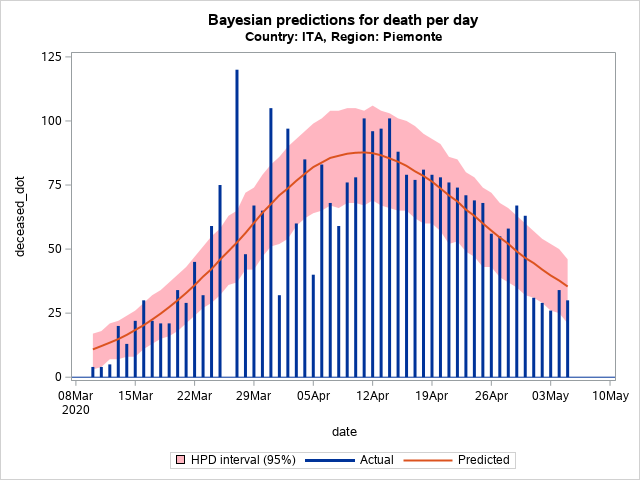 Bayesian predictions for death per day
Country: ITA, Region: Piemonte
125
100
75
50
25
0
deceased_dot
08Mar 15Mar 22Mar 29Mar 05Apr 12Apr 19Apr 26Apr 03May 10May
2020
date
HPD interval (95%) Actual Predicted